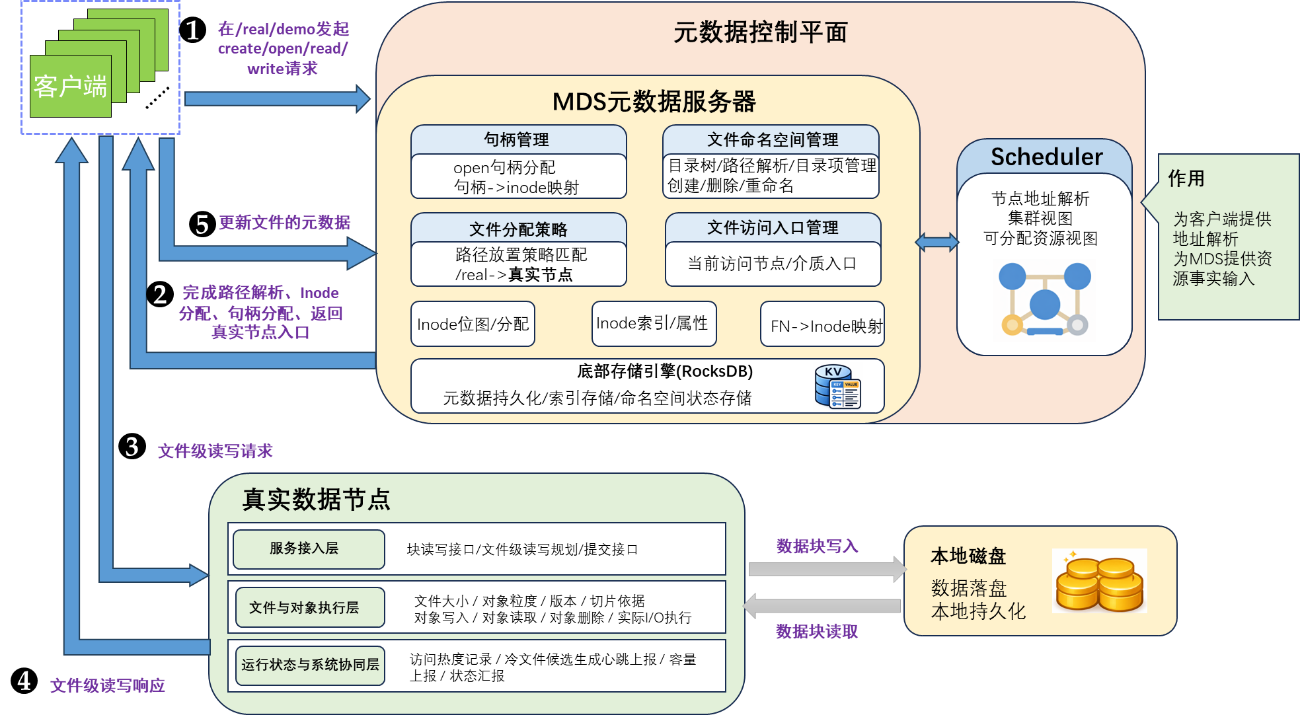 客户端
......
❶
在/real/demo发起
create/open/read/
write请求
元数据控制平面
MDS元数据服务器
句柄管理
open句柄分配
句柄->inode映射
文件命名空间管理
目录树/路径解析/目录项管理
创建/删除/重命名
文件分配策略
路径放置策略匹配
/real->真实节点
文件访问入口管理
当前访问节点/介质入口
Inode位图/分配
Inode索引/属性
FN->Inode映射
底部存储引擎(RocksDB)
元数据持久化/索引存储/命名空间状态存储
KV
KEY
VALUE
Scheduler
节点地址解析
集群视图
可分配资源视图
作用
为客户端提供
地址解析
为MDS提供资
源事实输入
❺
更新文件的元数据
❷
完成路径解析、Inode
分配、句柄分配、返回
真实节点入口
❸
文件级读写请求
真实数据节点
服务接入层
块读写接口/文件级读写规划/提交接口
文件与对象执行层
文件大小 / 对象粒度 / 版本 / 切片依据
对象写入 / 对象读取 / 对象删除 / 实际I/O执行
运行状态与系统协同层
访问热度记录 / 冷文件候选生成心跳上报 / 容量
上报 / 状态汇报
数据块写入
数据块读取
本地磁盘
数据落盘
本地持久化
❹
文件级读写响应